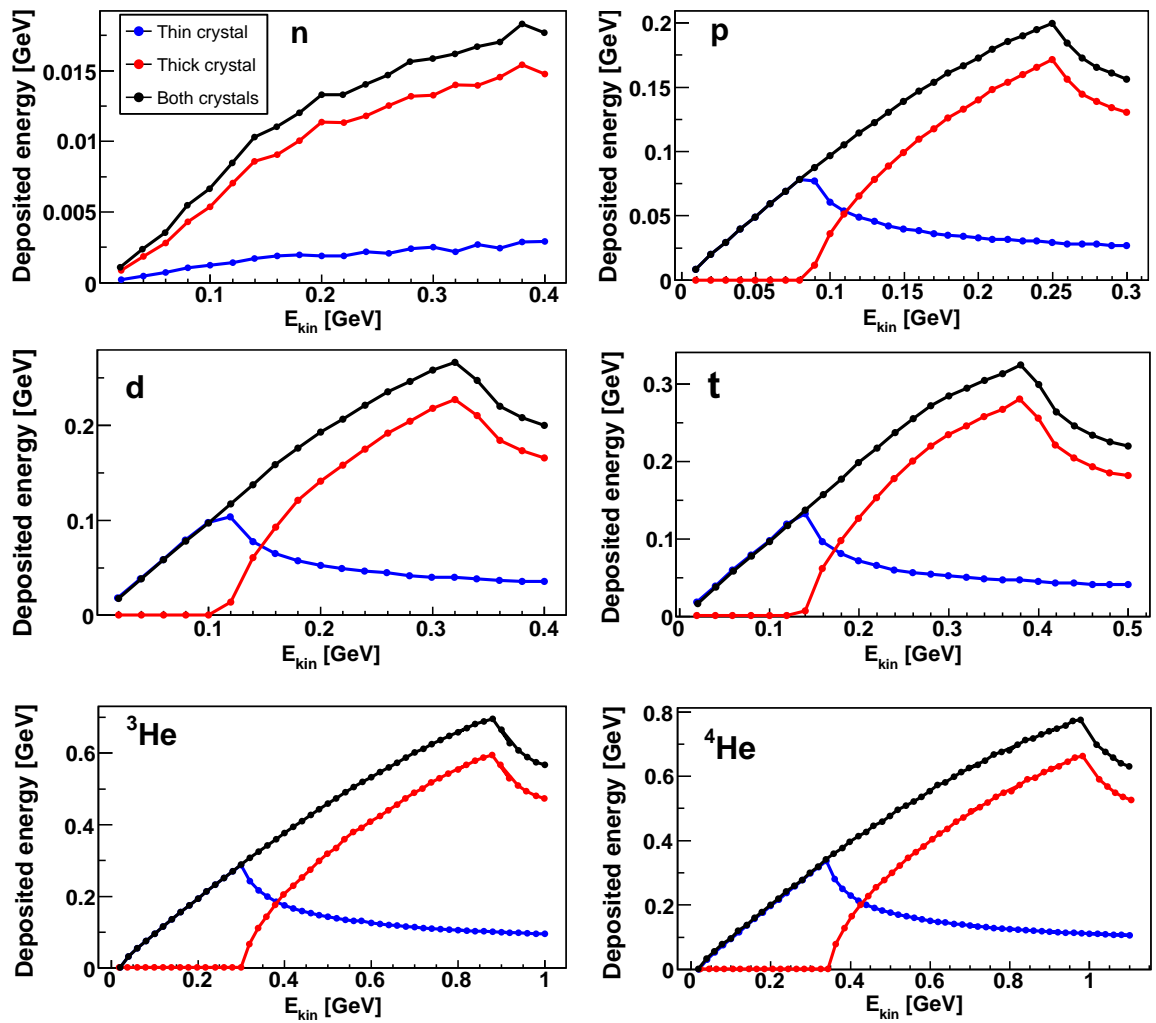 n
Thin crystal
Thick crystal
Both crystals
Deposited energy [GeV]
0.015
0.01
0.005
0
0.1 0.2 0.3 0.4
E_kin [GeV]
p
Deposited energy [GeV]
0.2
0.15
0.1
0.05
0
0 0.05 0.1 0.15 0.2 0.25 0.3
E_kin [GeV]
d
Deposited energy [GeV]
0.2
0.1
0
0.1 0.2 0.3 0.4
E_kin [GeV]
t
Deposited energy [GeV]
0.3
0.2
0.1
0
0 0.1 0.2 0.3 0.4 0.5
E_kin [GeV]
³He
Deposited energy [GeV]
0.6
0.4
0.2
0
0 0.2 0.4 0.6 0.8 1
E_kin [GeV]
⁴He
Deposited energy [GeV]
0.8
0.6
0.4
0.2
0
0 0.2 0.4 0.6 0.8 1
E_kin [GeV]